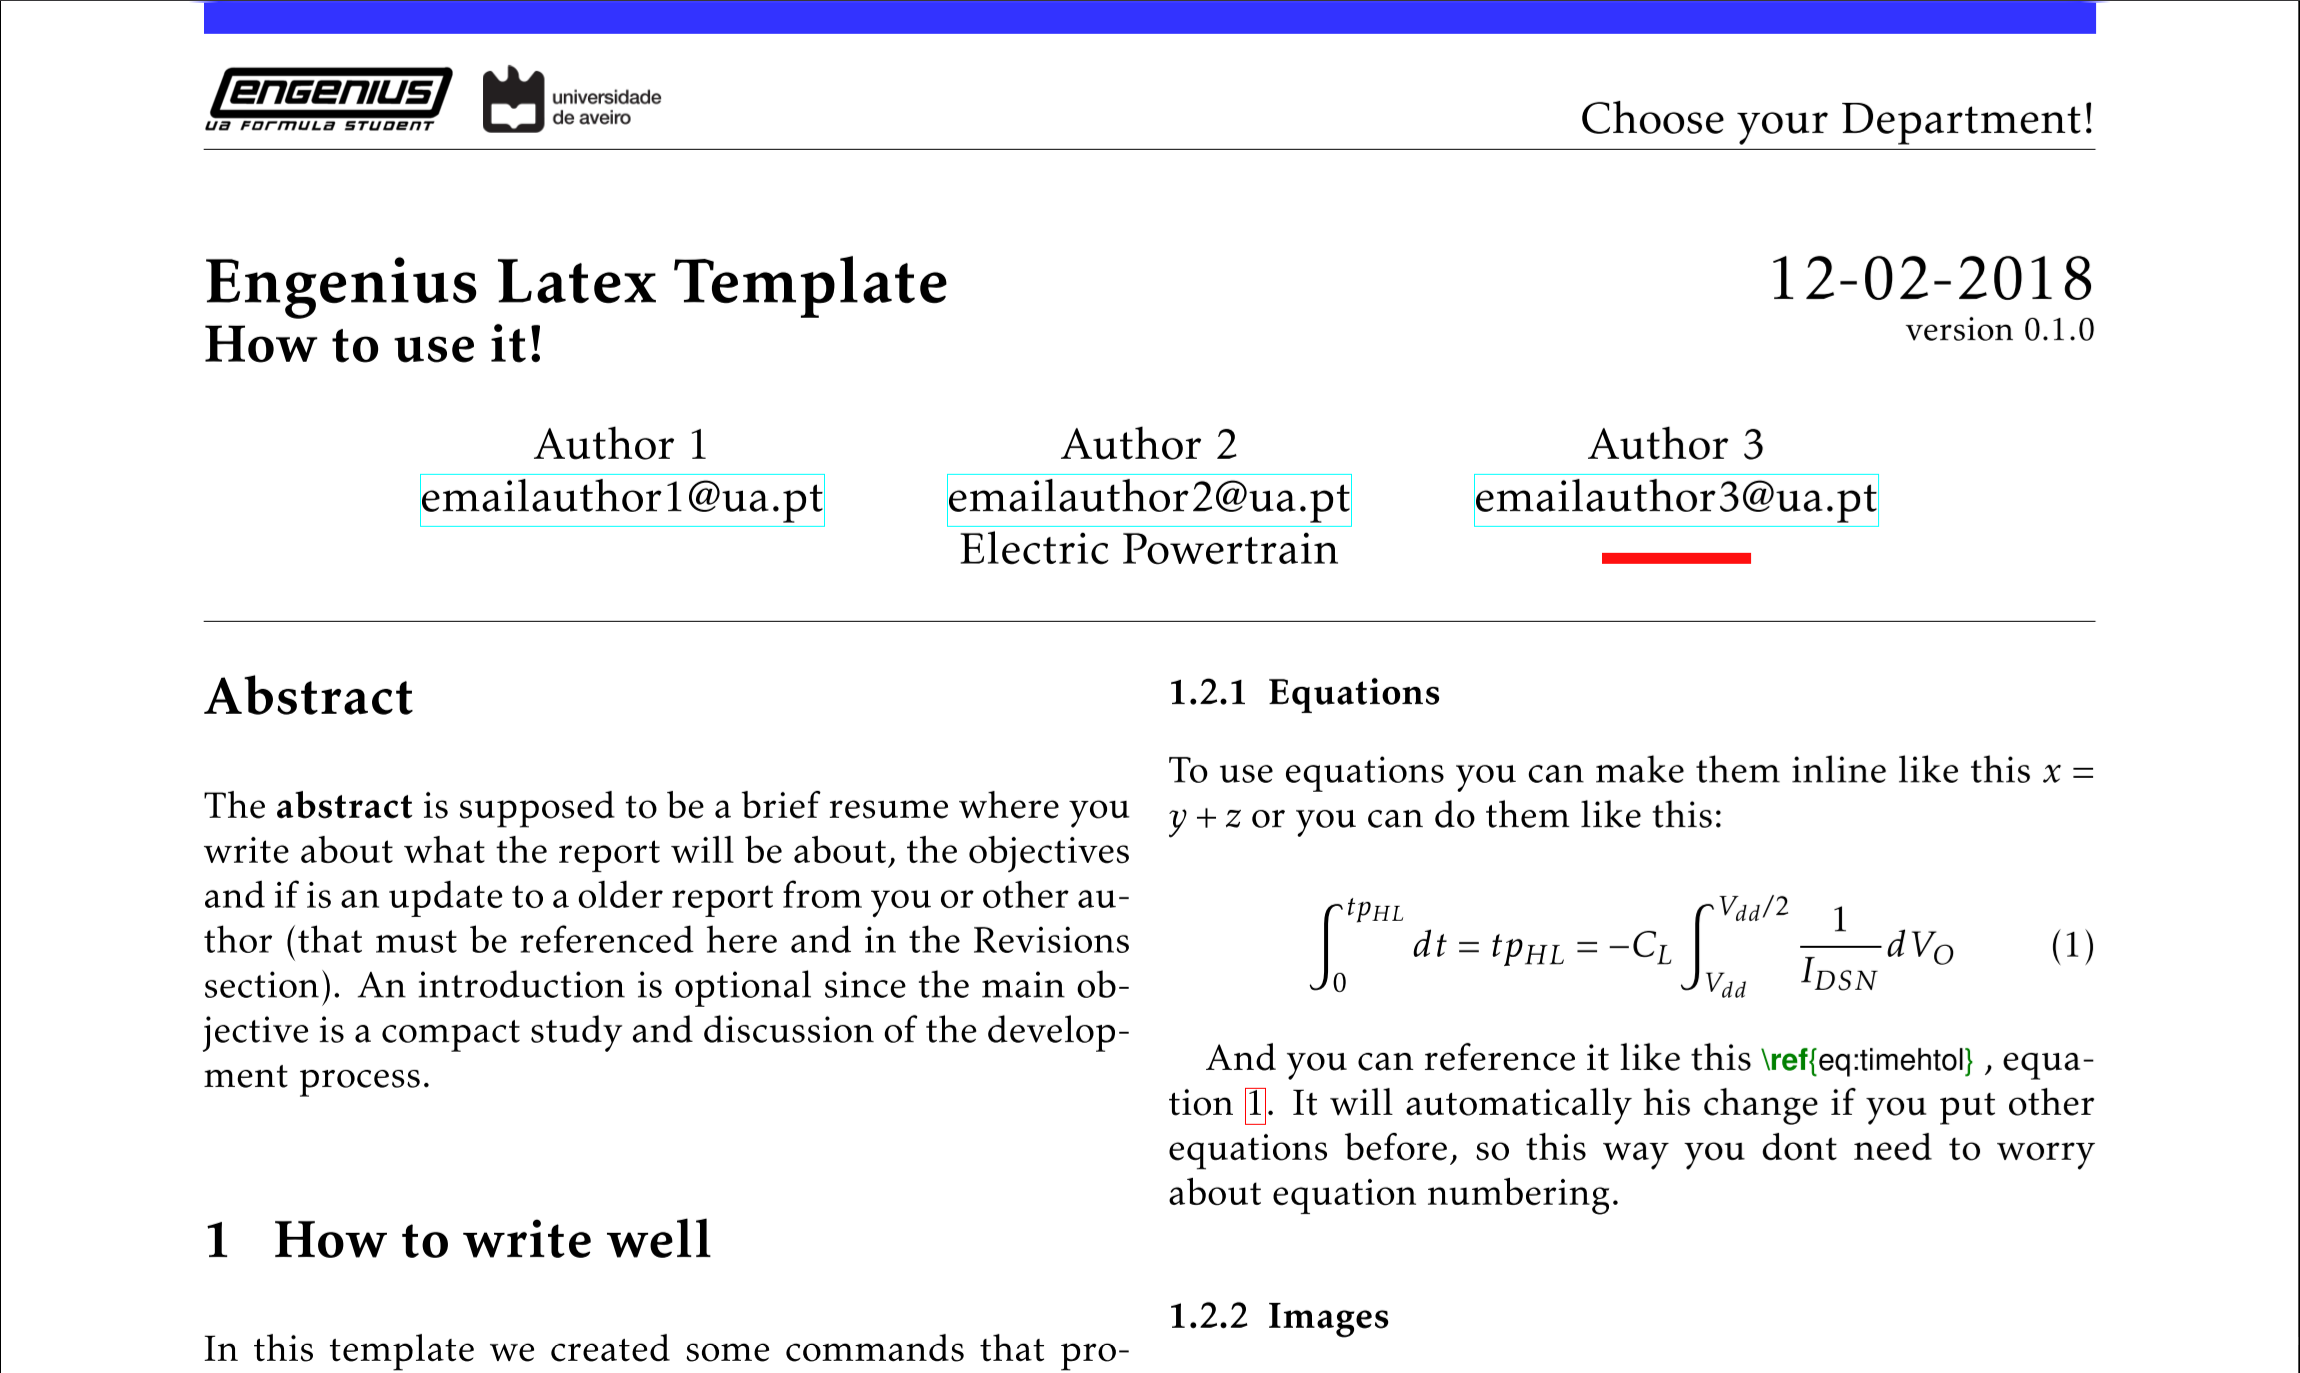 engenius
ua formula student
universidade
de aveiro
Choose your Department!
Engenius Latex Template
How to use it!
12-02-2018
version 0.1.0
Author 1
emailauthor1@ua.pt
Author 2
emailauthor2@ua.pt
Electric Powertrain
Author 3
emailauthor3@ua.pt
Abstract
The abstract is supposed to be a brief resume where you
write about what the report will be about, the objectives
and if is an update to a older report from you or other au-
thor (that must be referenced here and in the Revisions
section). An introduction is optional since the main ob-
jective is a compact study and discussion of the develop-
ment process.
1 How to write well
In this template we created some commands that pro-
1.2.1 Equations
To use equations you can make them inline like this x =
y + z or you can do them like this:
∫_0^{tp_{HL}} dt = tp_{HL} = −C_L ∫_{V_{dd}}^{V_{dd}/2} \frac{1}{I_{DSN}} dV_O (1)
And you can reference it like this \ref{eq:timehtol} , equa-
tion 1. It will automatically his change if you put other
equations before, so this way you dont need to worry
about equation numbering.
1.2.2 Images